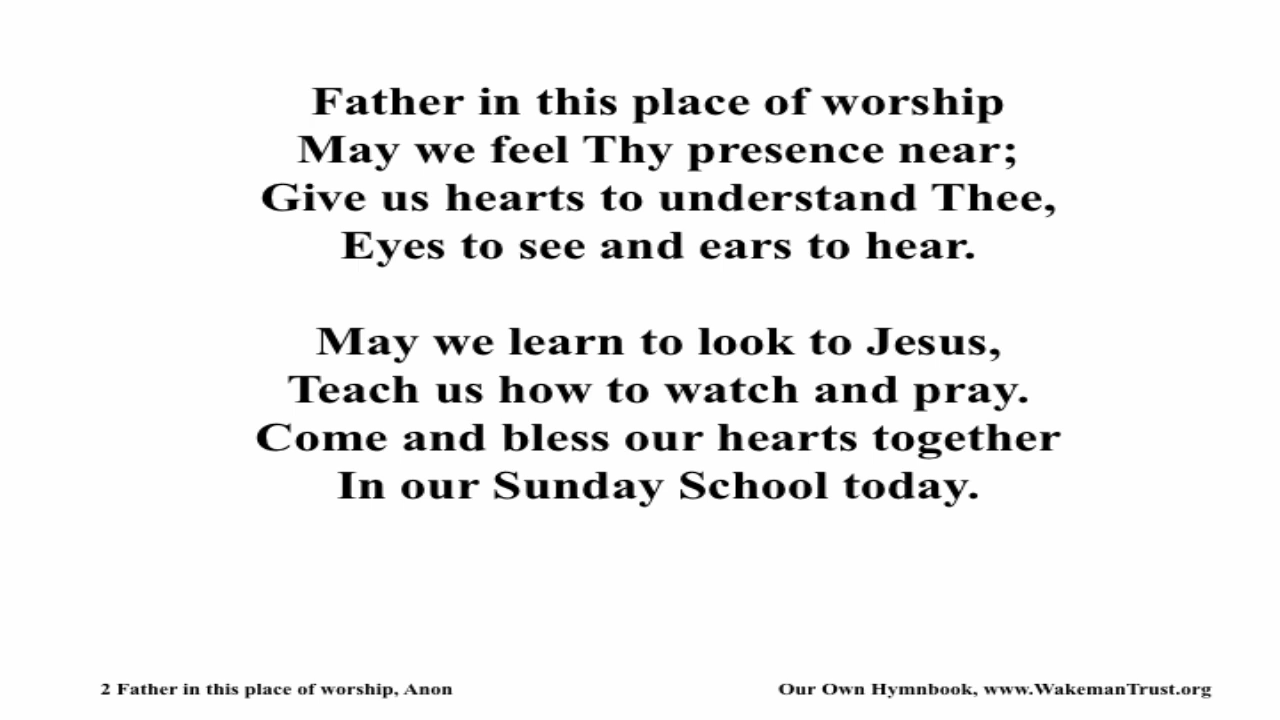 Father in this place of worship
May we feel Thy presence near;
Give us hearts to understand Thee,
Eyes to see and ears to hear.
May we learn to look to Jesus,
Teach us how to watch and pray.
Come and bless our hearts together
In our Sunday School today.
2 Father in this place of worship, Anon
Our Own Hymnbook, www.WakemanTrust.org